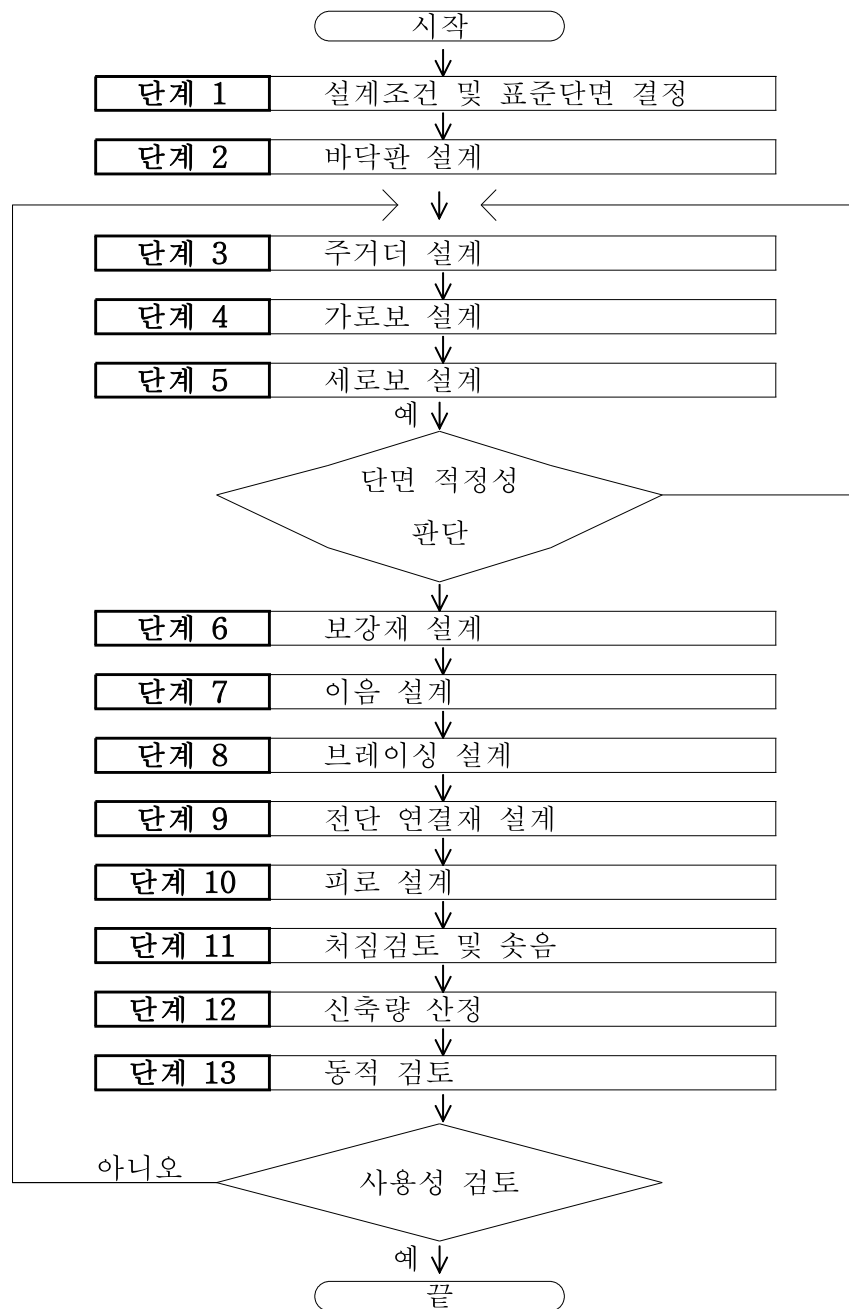 시작
단계 1 설계조건 및 표준단면 결정
단계 2 바닥판 설계
단계 3 주거더 설계
단계 4 가로보 설계
단계 5 세로보 설계
예
단면 적정성
판단
단계 6 보강재 설계
단계 7 이음 설계
단계 8 브레이싱 설계
단계 9 전단 연결재 설계
단계 10 피로 설계
단계 11 처짐검토 및 솟음
단계 12 신축량 산정
단계 13 동적 검토
아니오
사용성 검토
예
끝